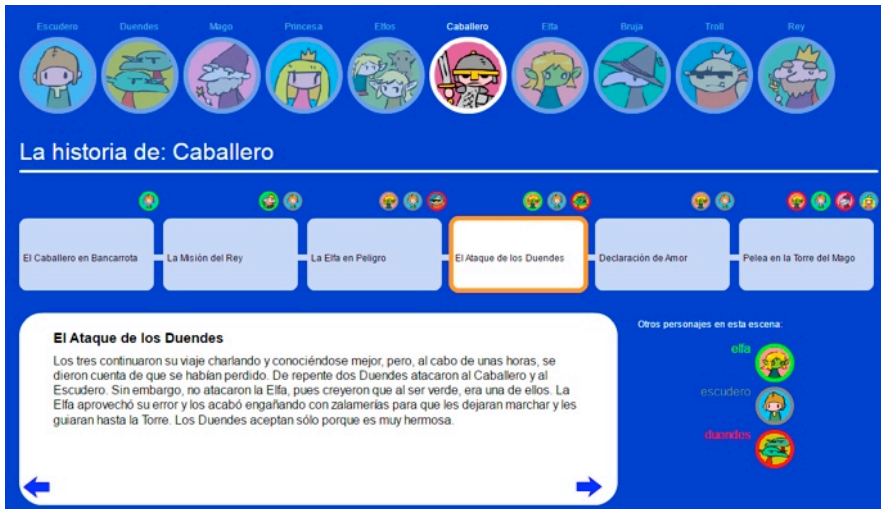 Escudero Duendes Mago Princesa Elfos Caballero Elfa Bruja Troll Rey
La historia de: Caballero
El Caballero en Bancarrota La Misión del Rey La Elfa en Peligro El Ataque de los Duendes Declaración de Amor Pelea en la Torre del Mago
El Ataque de los Duendes
Los tres continuaron su viaje charlando y conociéndose mejor, pero, al cabo de unas horas, se
dieron cuenta de que se habían perdido. De repente dos Duendes atacaron al Caballero y al
Escudero. Sin embargo, no atacaron la Elfa, pues creyeron que al ser verde, era una de ellos. La
Elfa aprovechó su error y los acabó engañando con zalamerías para que les dejaran marchar y les
guiaran hasta la Torre. Los Duendes aceptan sólo porque es muy hermosa.
Otros personajes en esta escena:
elfa
escudero
duendes